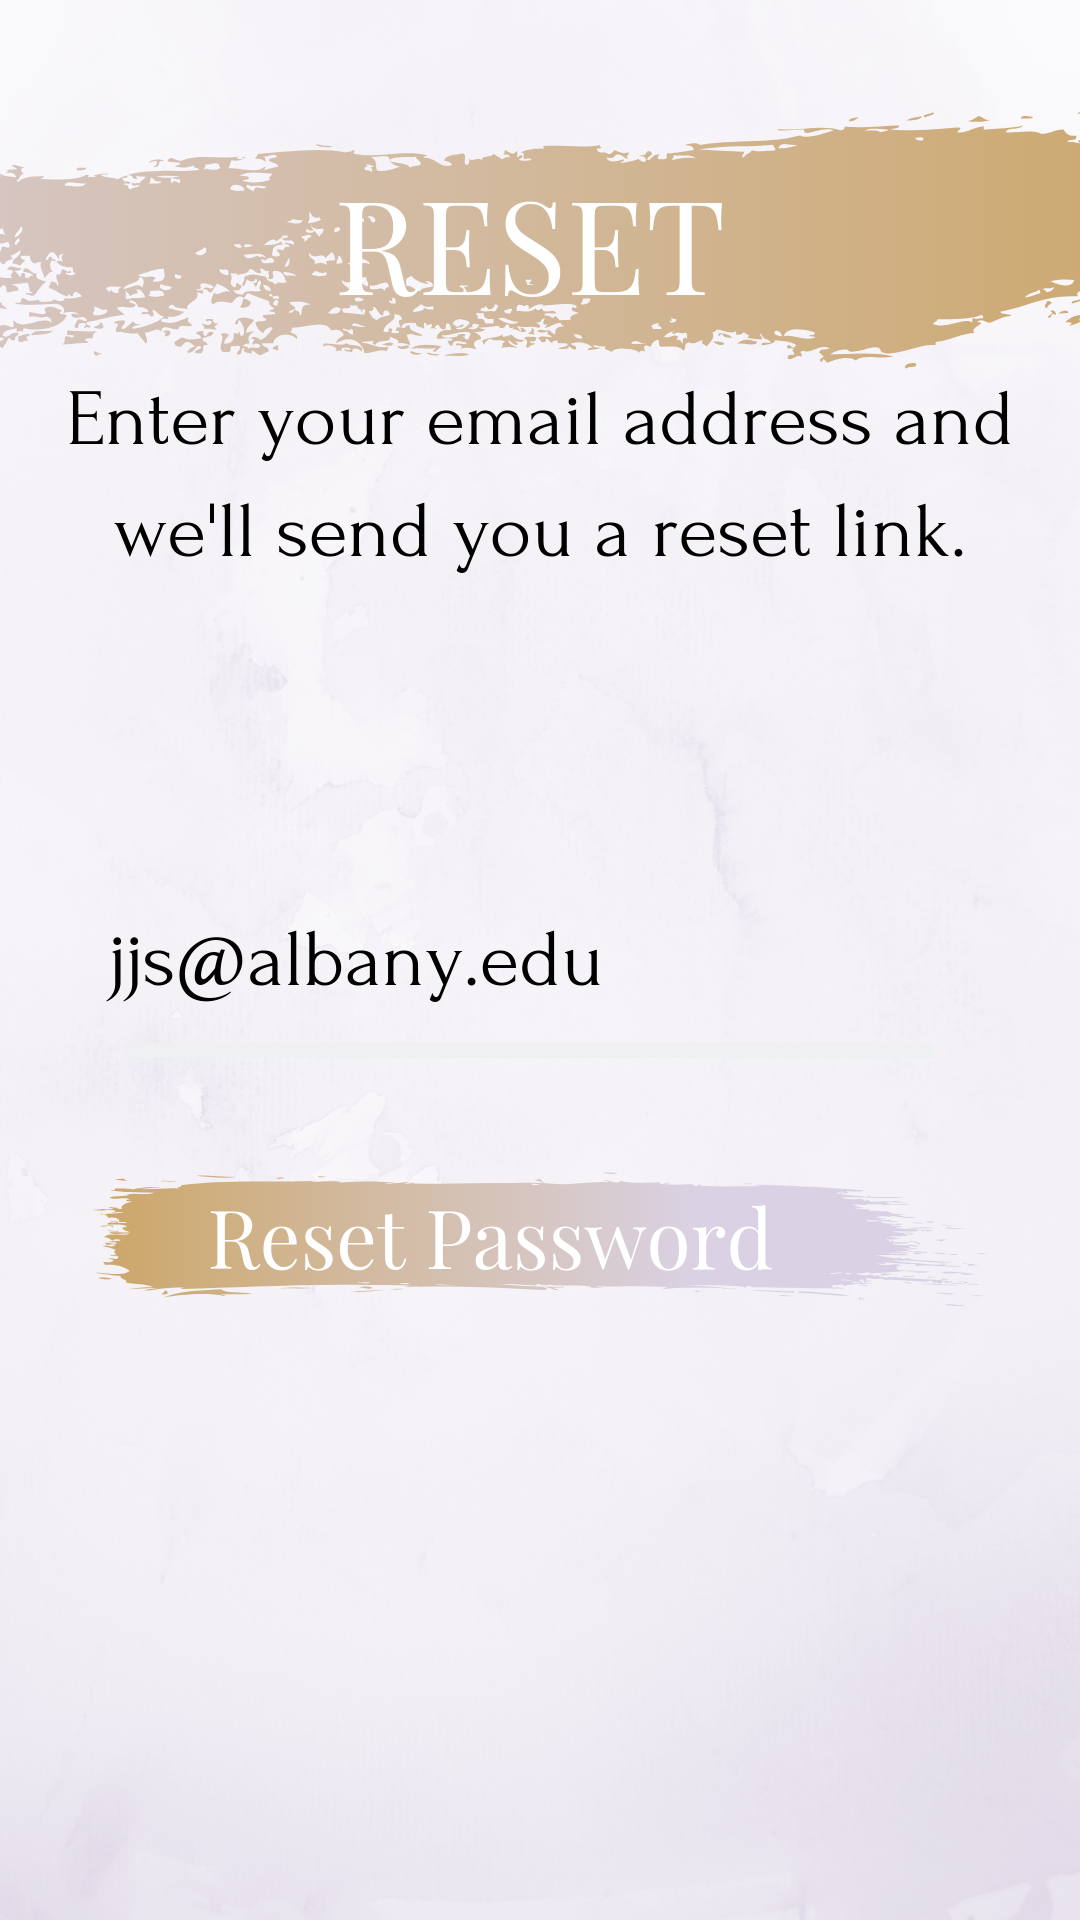 RESET
Enter your email address and
we'll send you a reset link.
jjs@albany.edu
Reset Password